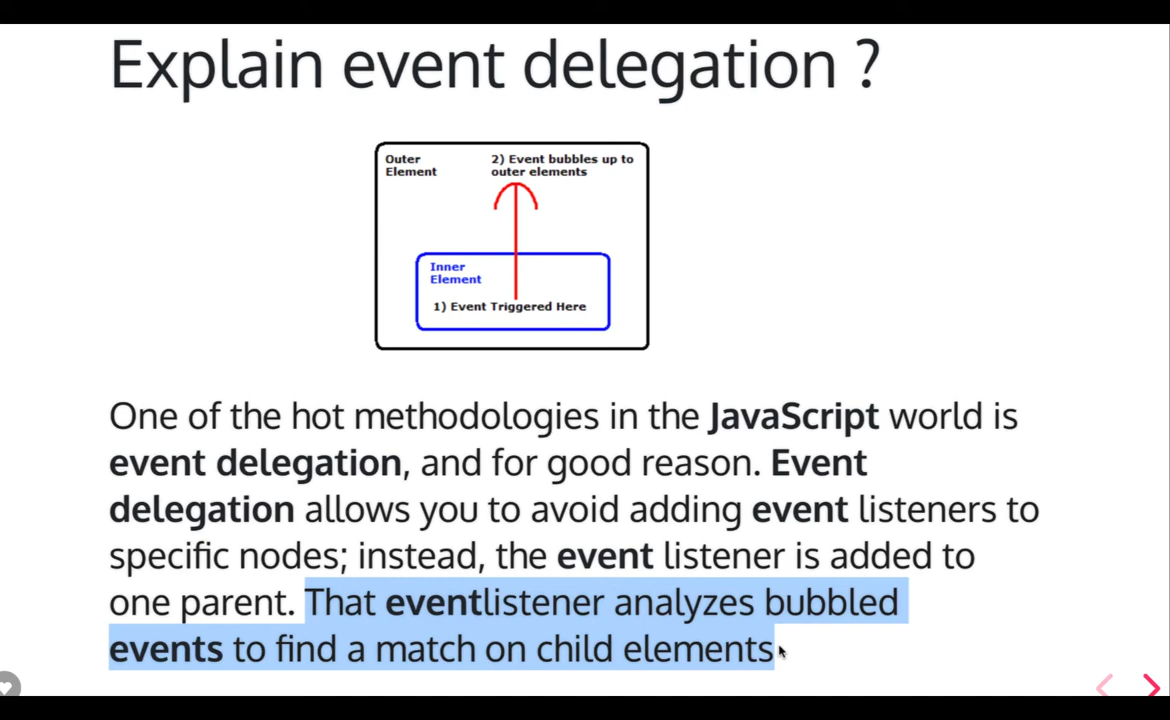 Explain event delegation ?
Outer
Element
2) Event bubbles up to
outer elements
Inner
Element
1) Event Triggered Here
One of the hot methodologies in the JavaScript world is
event delegation, and for good reason. Event
delegation allows you to avoid adding event listeners to
specific nodes; instead, the event listener is added to
one parent. That eventlistener analyzes bubbled
events to find a match on child elements